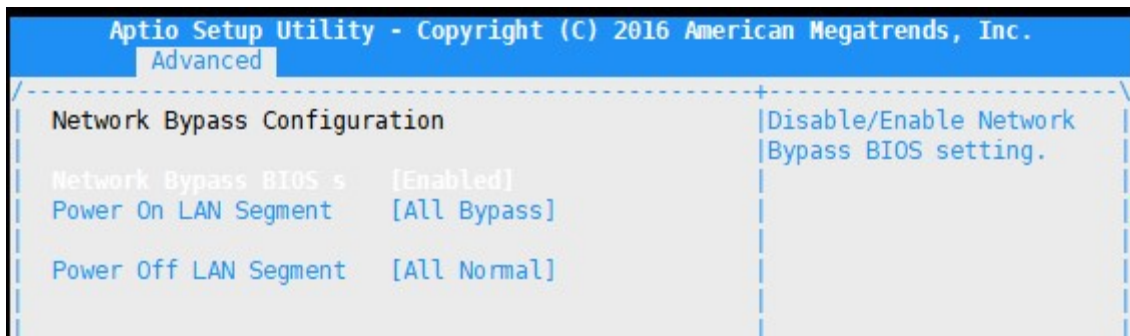 Aptio Setup Utility - Copyright (C) 2016 American Megatrends, Inc.
Advanced
Network Bypass Configuration
Disable/Enable Network
Bypass BIOS setting.
Network Bypass BIOS s [Enabled]
Power On LAN Segment [All Bypass]
Power Off LAN Segment [All Normal]